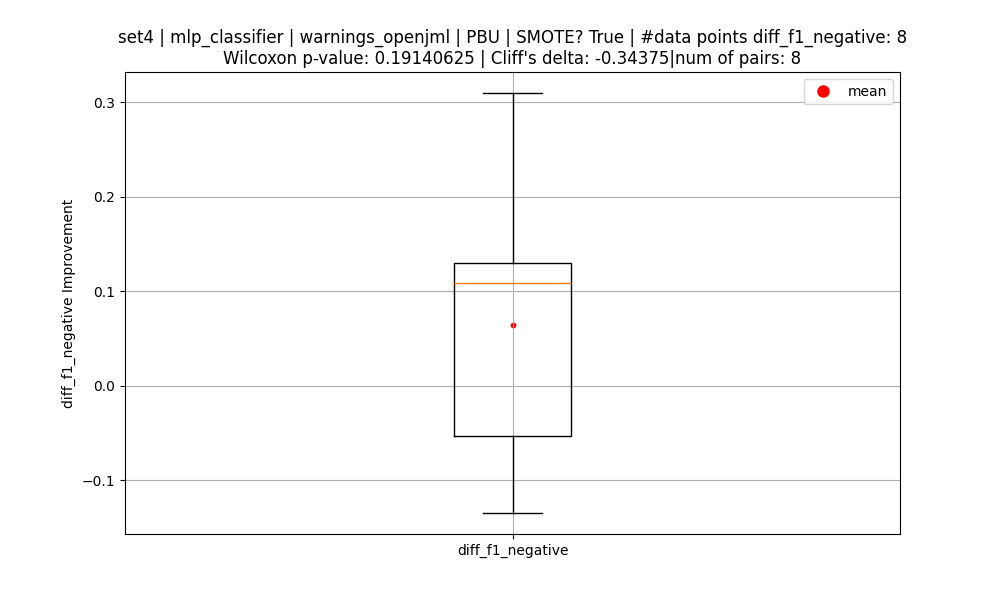 set4 | mlp_classifier | warnings_openjml | PBU | SMOTE? True | #data points diff_f1_negative: 8
Wilcoxon p-value: 0.19140625 | Cliff's delta: -0.34375|num of pairs: 8
mean
0.3
0.2
0.1
0.0
−0.1
diff_f1_negative Improvement
diff_f1_negative